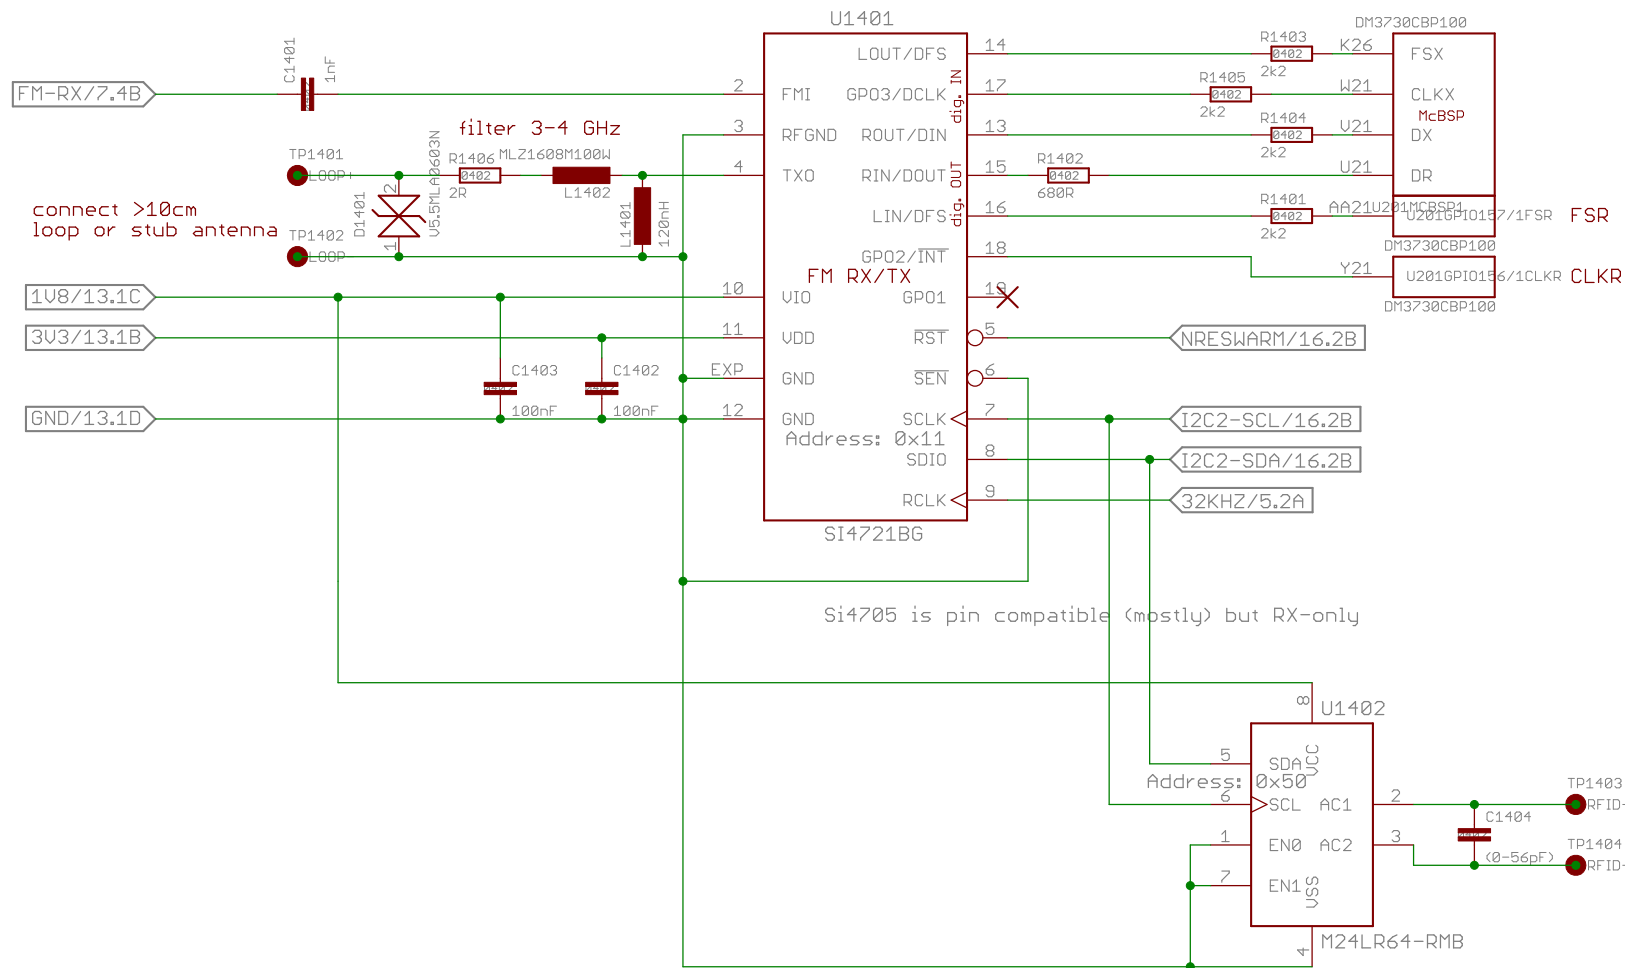 U1401
DM3730CBP100
C1401
1nF
FM-RX/7.4B
2
FMI
3
RFGND
4
TXO
10
VIO
11
VDD
EXP
GND
12
GND
LOUT/DFS
14
GPO3/DCLK
17
ROUT/DIN
13
RIN/DOUT
15
LIN/DFS
16
GPO2/INT
18
GPO1
19
RST
5
SEN
6
SCLK
7
SDIO
8
RCLK
9
dig. IN
dig. OUT
FM RX/TX
Address: 0x11
SI4721BG
R1403
0402
2k2
K26
FSX
R1405
0402
2k2
W21
CLKX
McBSP
R1404
0402
2k2
V21
DX
R1402
0402
680R
U21
DR
R1401
0402
2k2
AA21
U201MCBSP1
U201GPIO157/1FSR
FSR
DM3730CBP100
Y21
U201GPIO156/1CLKR
CLKR
DM3730CBP100
filter 3-4 GHz
TP1401
LOOP+
D1401
2
1
V5.5MLA0603N
R1406
0402
2R
MLZ1608M100W
L1402
L1401
120nH
connect >10cm
loop or stub antenna
TP1402
LOOP-
1V8/13.1C
3V3/13.1B
C1403
100nF
C1402
100nF
GND/13.1D
NRESWARM/16.2B
I2C2-SCL/16.2B
I2C2-SDA/16.2B
32KHZ/5.2A
Si4705 is pin compatible (mostly) but RX-only
8
U1402
VCC
5
SDA
Address: 0x50
6
SCL
1
EN0
7
EN1
VSS
4
AC1
2
AC2
3
M24LR64-RMB
C1404
(0-56pF)
TP1403
RFID-
TP1404
RFID-